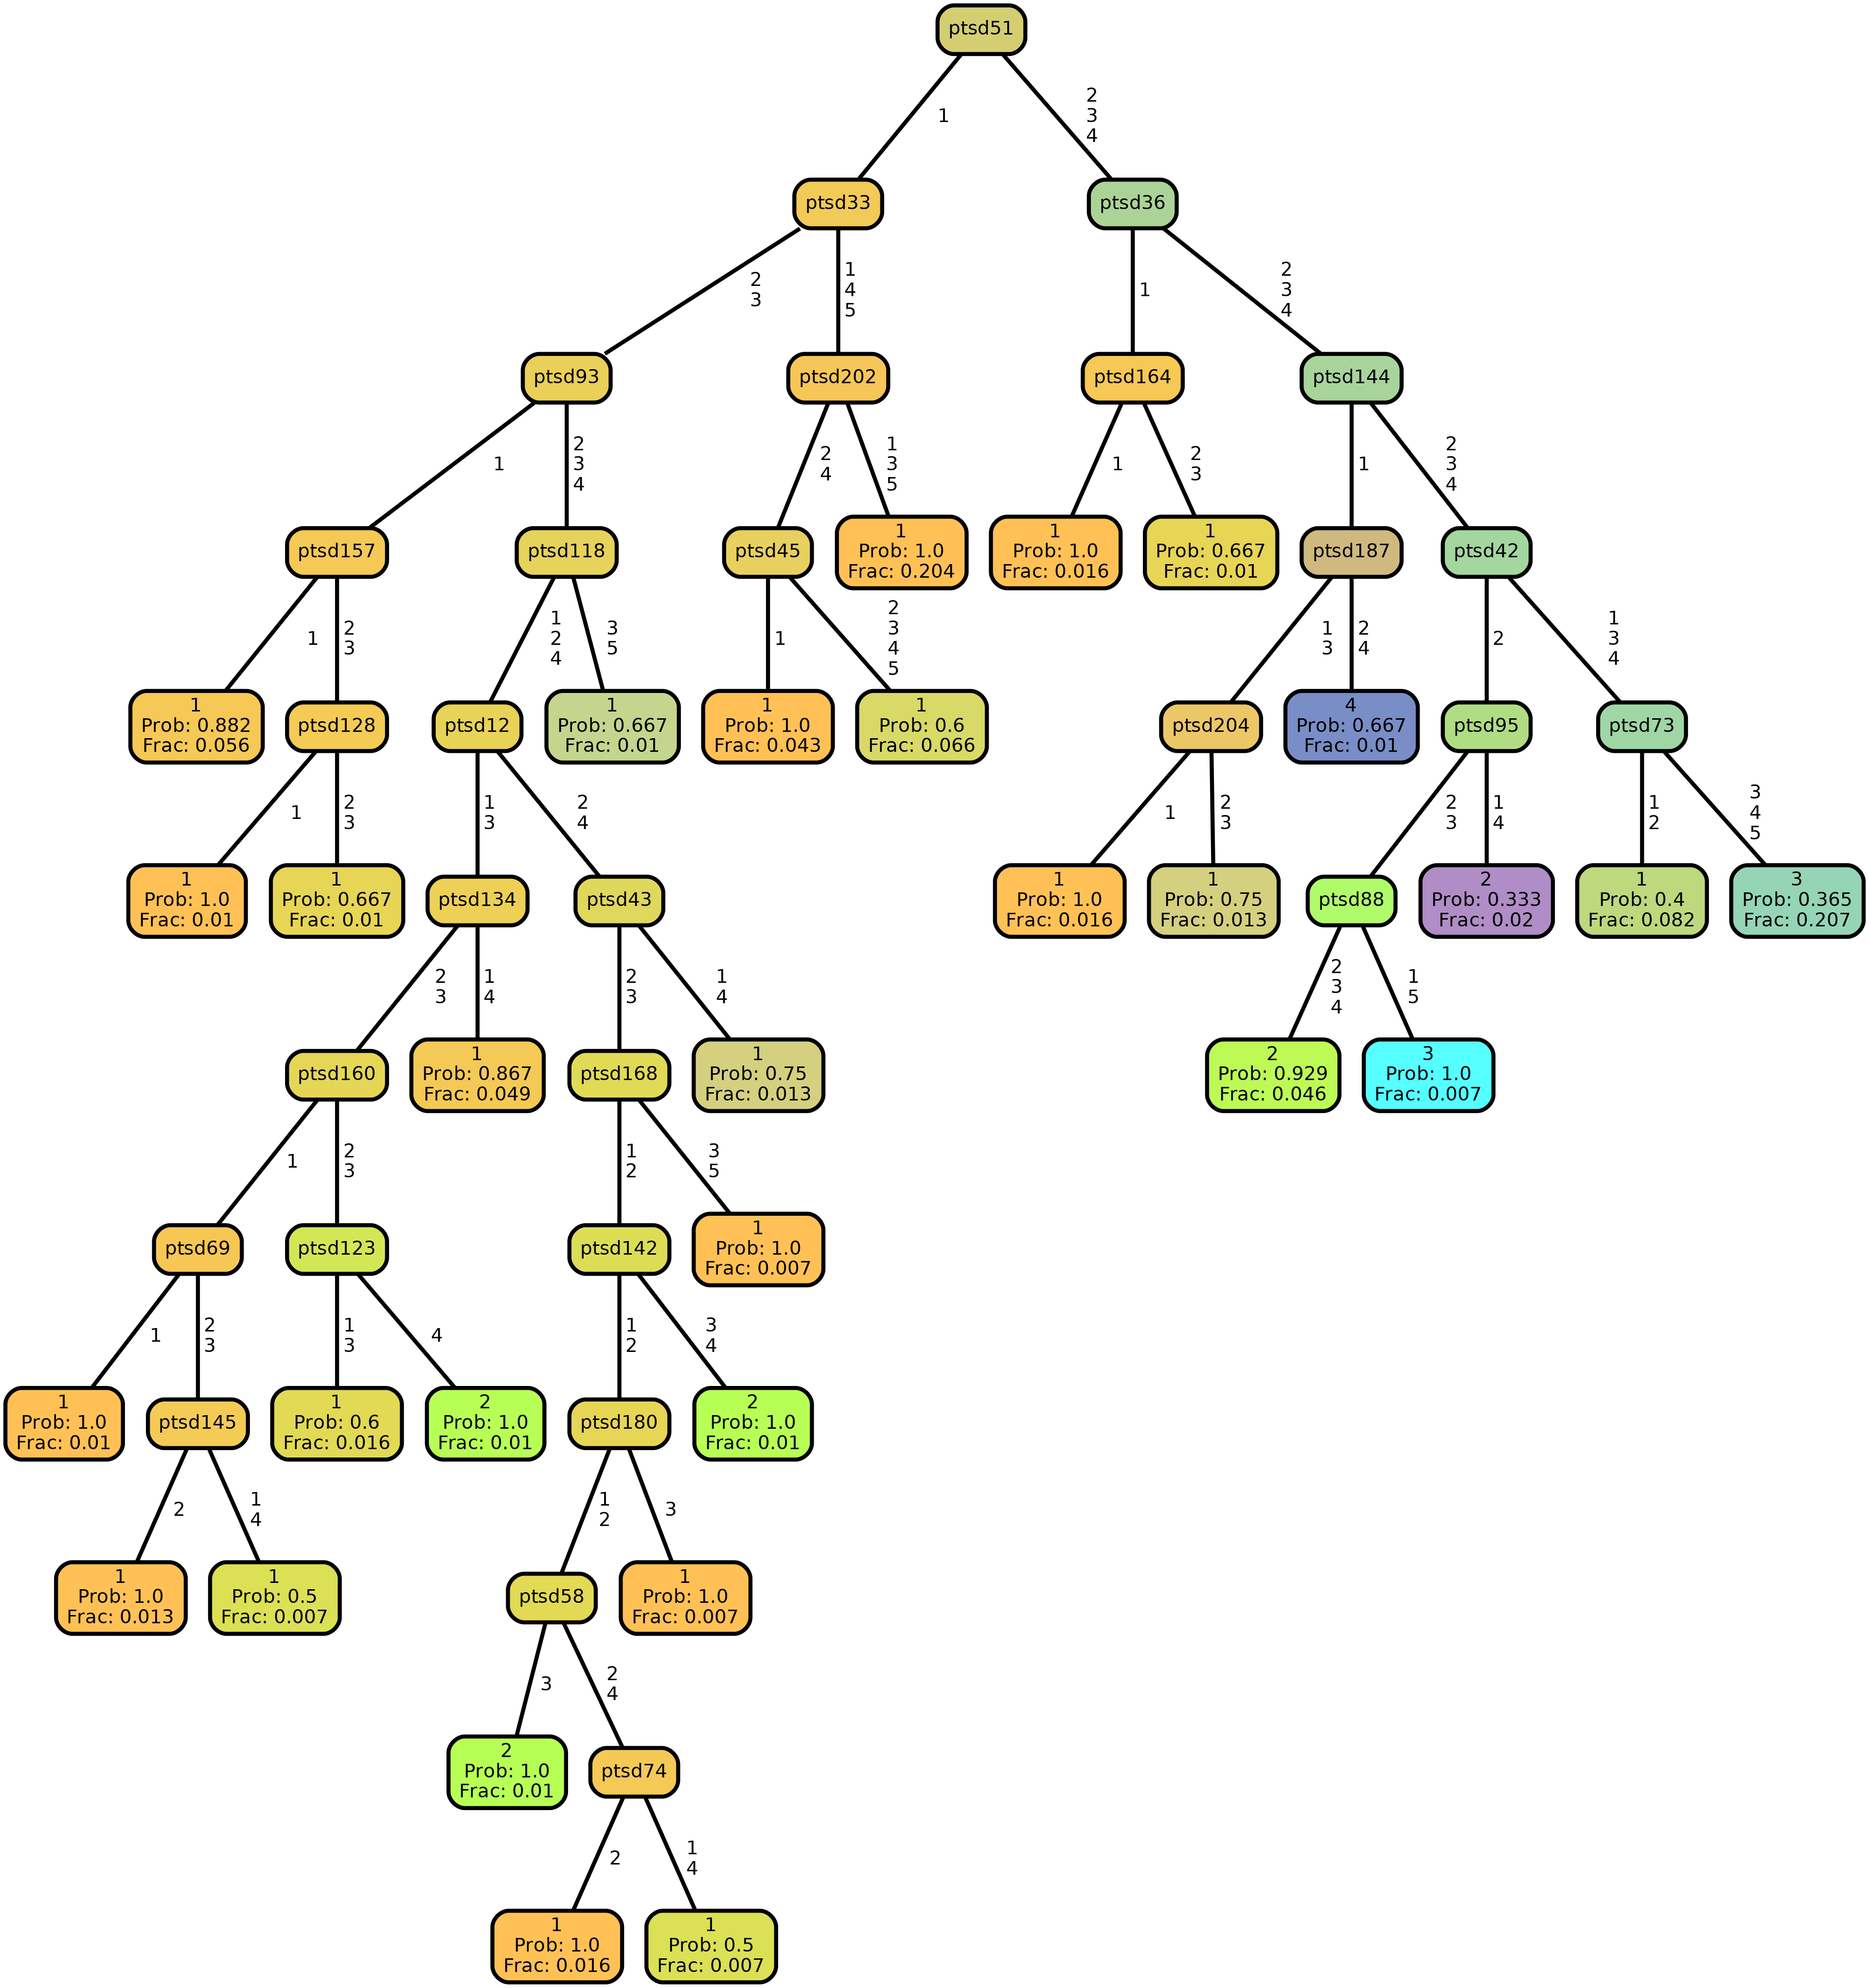 ptsd51
1
2
3
4
ptsd33
ptsd36
2
3
1
4
5
1
2
3
4
ptsd93
ptsd202
ptsd164
ptsd144
1
2
3
4
2
4
1
3
5
1
2
3
1
2
3
4
ptsd157
ptsd118
ptsd45
1
Prob: 1.0
Frac: 0.204
1
Prob: 1.0
Frac: 0.016
1
Prob: 0.667
Frac: 0.01
ptsd187
ptsd42
1
2
3
1
2
4
3
5
1
2
3
4
5
1
3
2
4
2
1
3
4
1
Prob: 0.882
Frac: 0.056
ptsd128
ptsd12
1
Prob: 0.667
Frac: 0.01
1
Prob: 1.0
Frac: 0.043
1
Prob: 0.6
Frac: 0.066
ptsd204
4
Prob: 0.667
Frac: 0.01
ptsd95
ptsd73
1
2
3
1
3
2
4
1
2
3
2
3
1
4
1
2
3
4
5
1
Prob: 1.0
Frac: 0.01
1
Prob: 0.667
Frac: 0.01
ptsd134
ptsd43
1
Prob: 1.0
Frac: 0.016
1
Prob: 0.75
Frac: 0.013
ptsd88
2
Prob: 0.333
Frac: 0.02
1
Prob: 0.4
Frac: 0.082
3
Prob: 0.365
Frac: 0.207
2
3
1
4
2
3
1
4
2
3
4
1
5
ptsd160
1
Prob: 0.867
Frac: 0.049
ptsd168
1
Prob: 0.75
Frac: 0.013
2
Prob: 0.929
Frac: 0.046
3
Prob: 1.0
Frac: 0.007
1
2
3
1
2
3
5
ptsd69
ptsd123
ptsd142
1
Prob: 1.0
Frac: 0.007
1
2
3
1
3
4
1
2
3
4
1
Prob: 1.0
Frac: 0.01
ptsd145
1
Prob: 0.6
Frac: 0.016
2
Prob: 1.0
Frac: 0.01
ptsd180
2
Prob: 1.0
Frac: 0.01
2
1
4
1
2
3
1
Prob: 1.0
Frac: 0.013
1
Prob: 0.5
Frac: 0.007
ptsd58
1
Prob: 1.0
Frac: 0.007
3
2
4
2
Prob: 1.0
Frac: 0.01
ptsd74
2
1
4
1
Prob: 1.0
Frac: 0.016
1
Prob: 0.5
Frac: 0.007